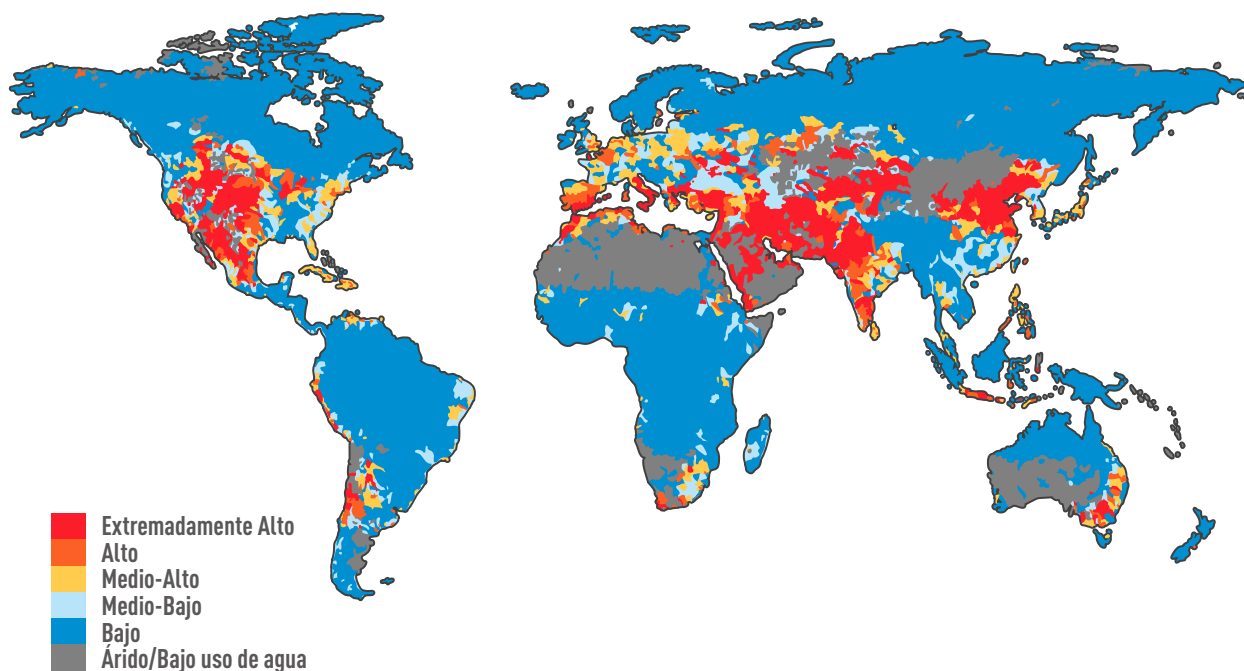 Extremadamente Alto
Alto
Medio-Alto
Medio-Bajo
Bajo
Árido/Bajo uso de agua